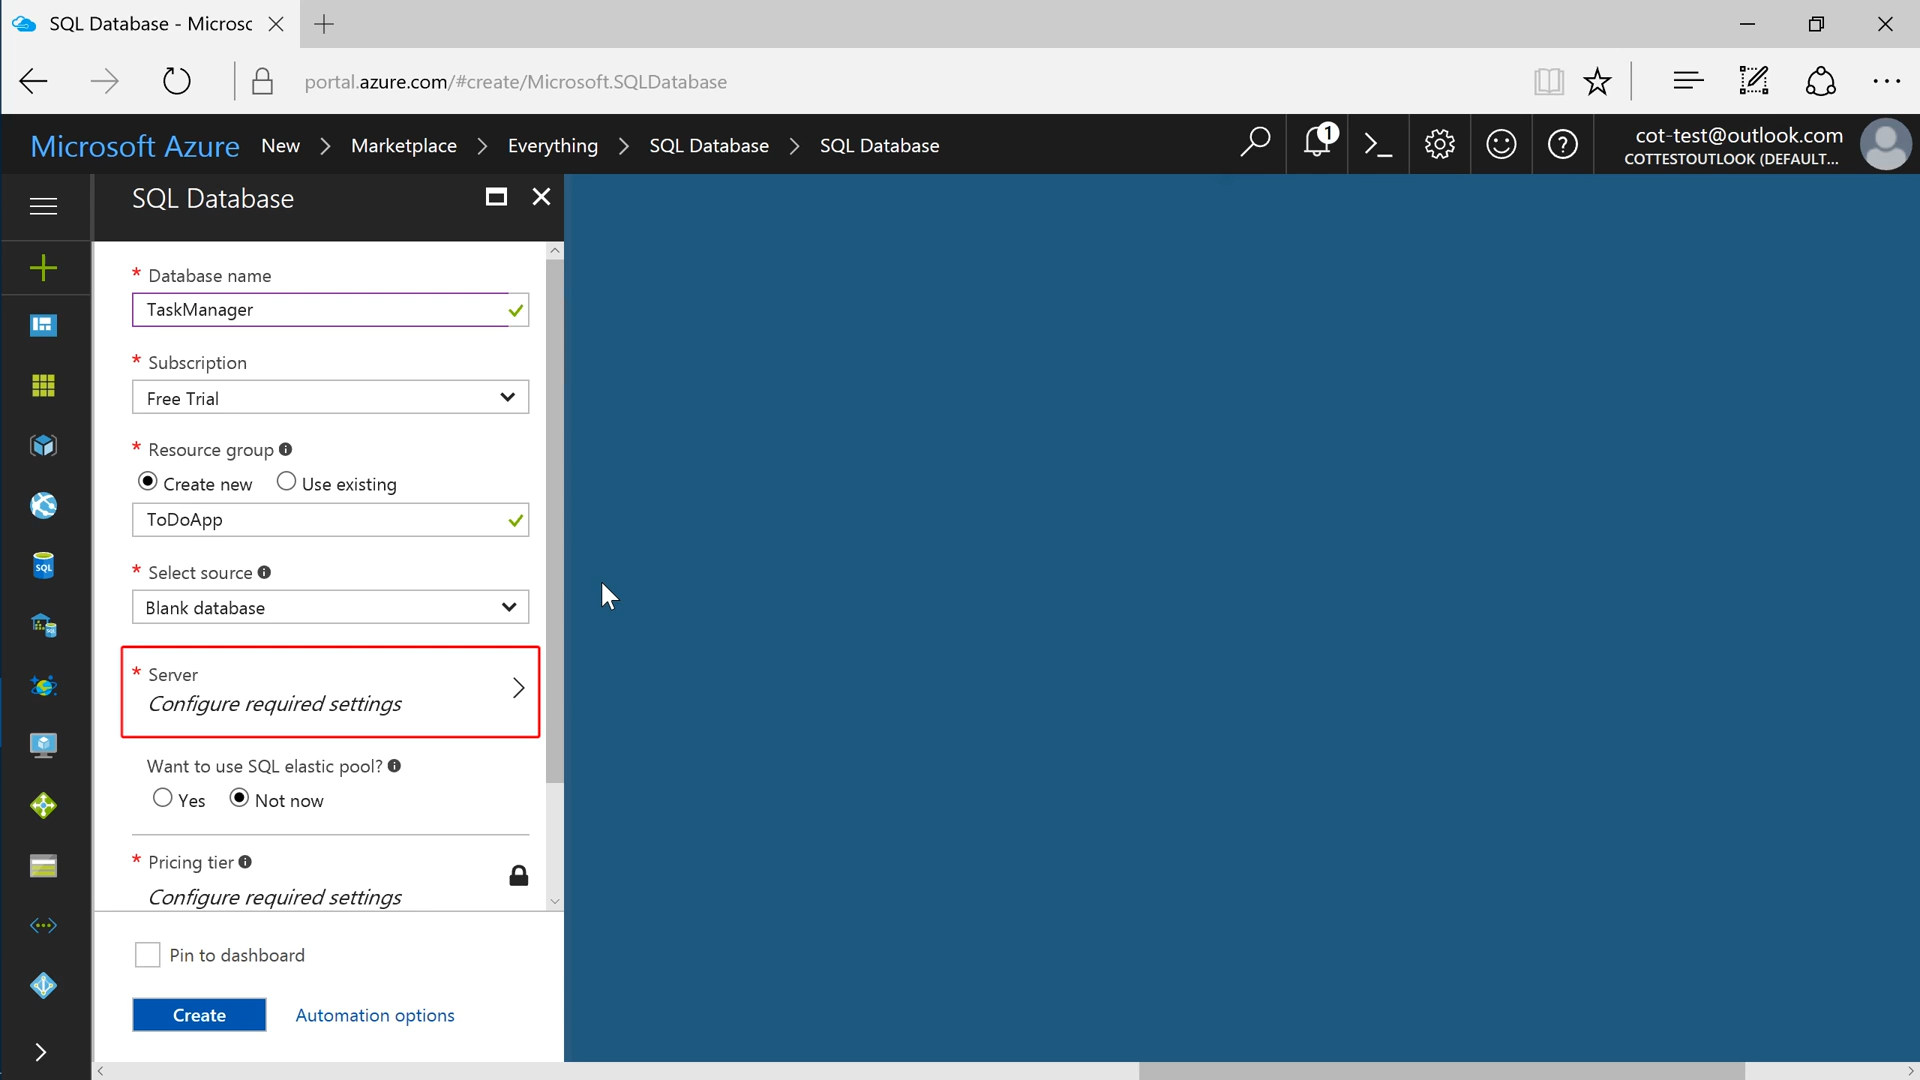 SQL Database - Microsc
portal.azure.com/#create/Microsoft.SQLDatabase
Microsoft Azure New Marketplace Everything SQL Database SQL Database
1
cot-test@outlook.com
COTTESTOUTLOOK (DEFAULT...
SQL Database
* Database name
TaskManager
* Subscription
Free Trial
* Resource group
Create new Use existing
ToDoApp
* Select source
Blank database
SQL
* Server
Configure required settings
Want to use SQL elastic pool?
Yes Not now
* Pricing tier
Configure required settings
Pin to dashboard
Create Automation options